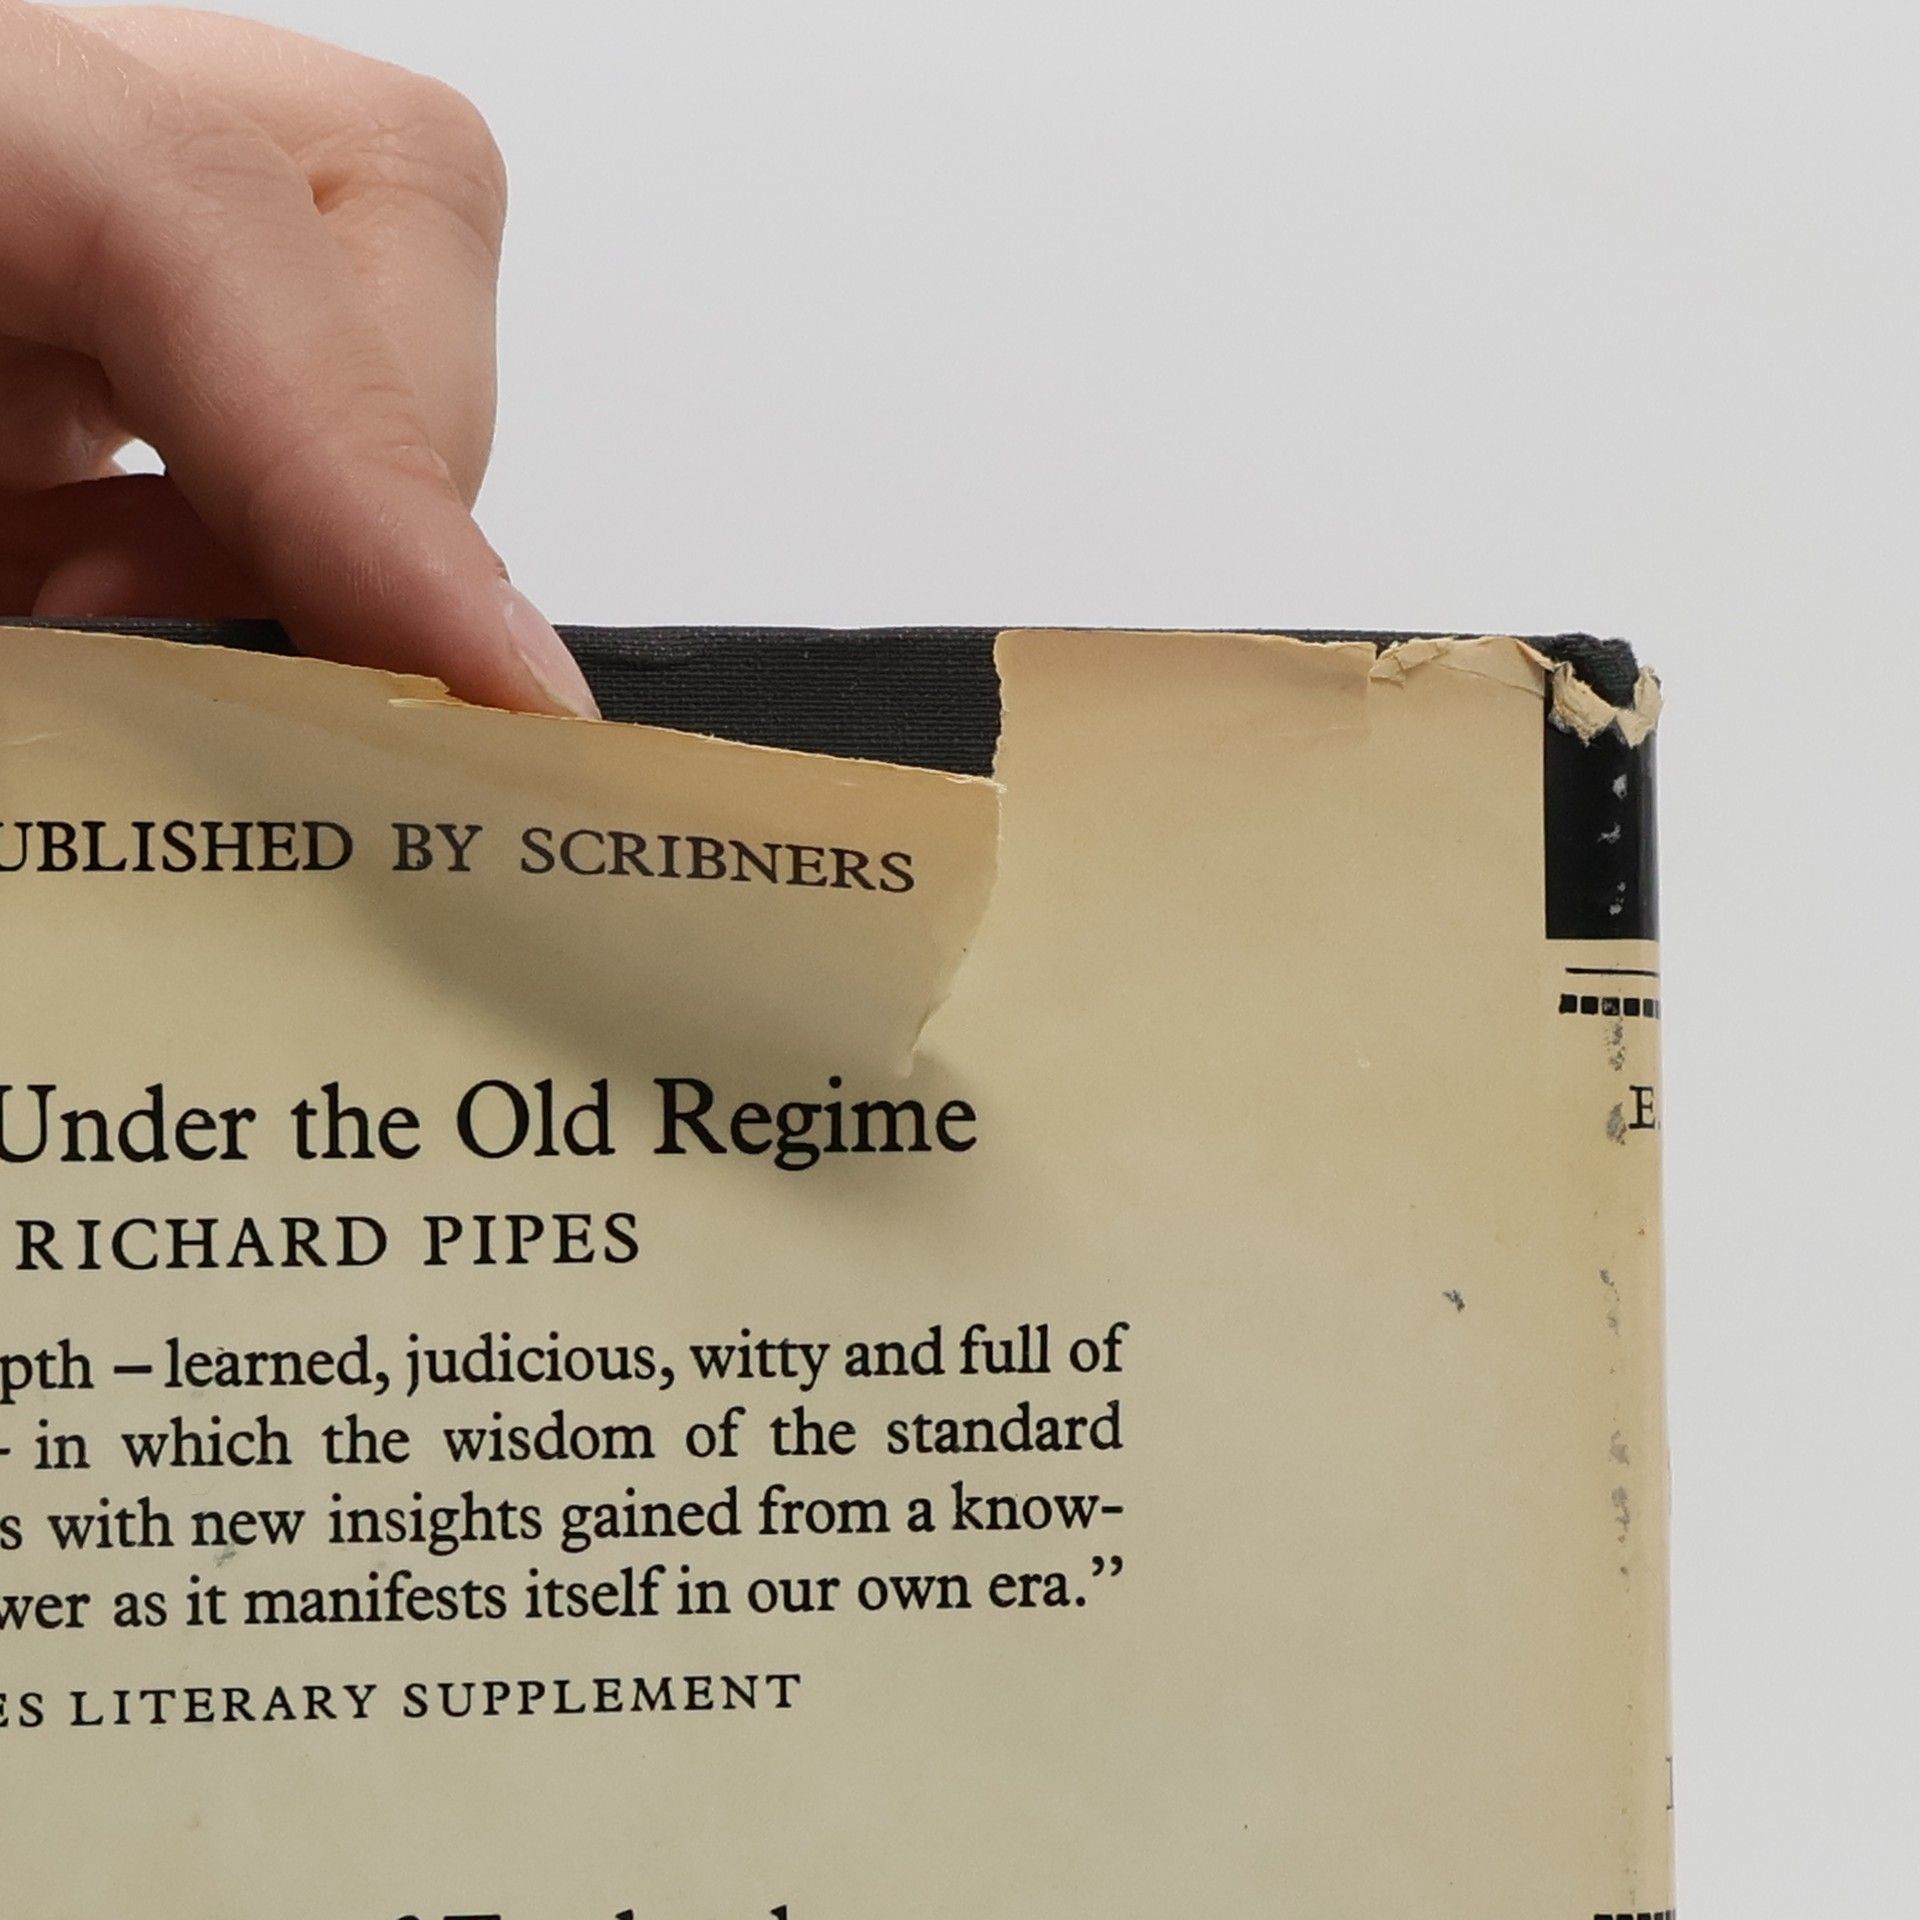 UBLISHED BY SCRIBNERS
Under the Old Regime
RICHARD PIPES
pth – learned, judicious, witty and full of
- in which the wisdom of the standard
s with new insights gained from a know-
wer as it manifests itself in our own era.”
ES LITERARY SUPPLEMENT
E.